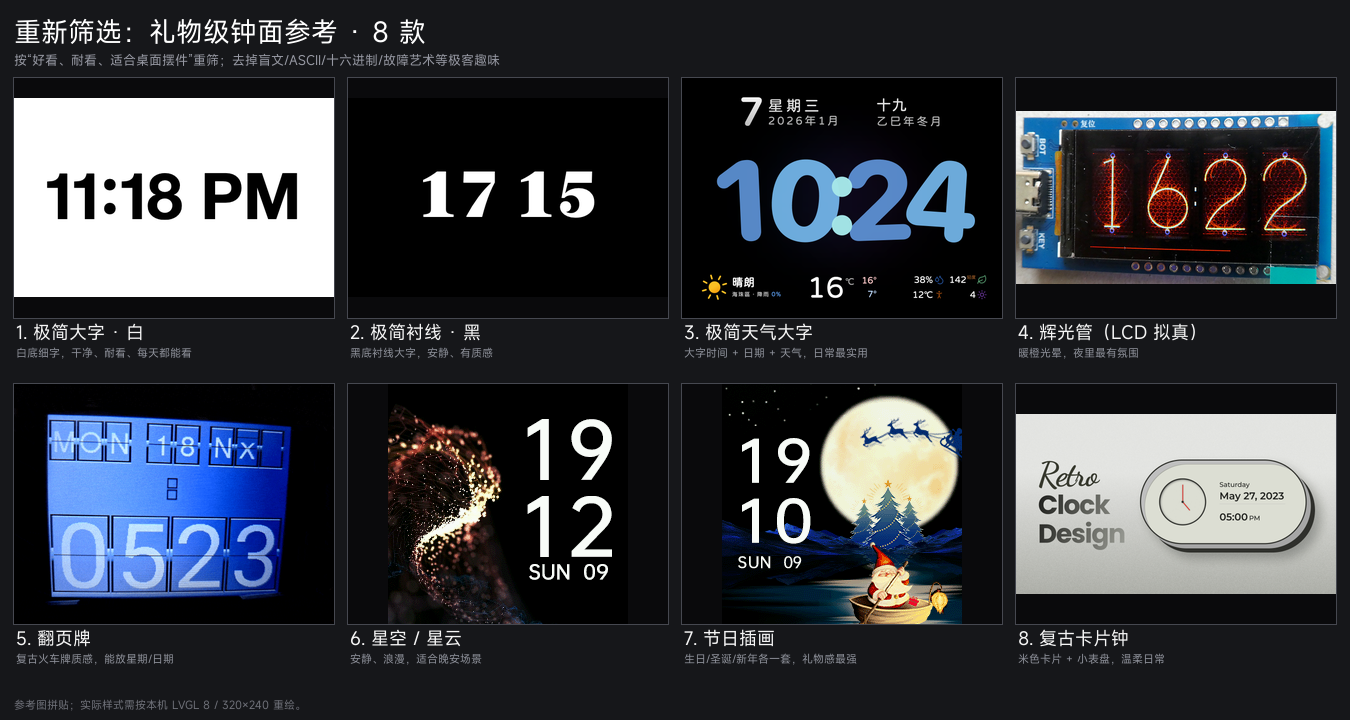 重新筛选：礼物级钟面参考 · 8 款
按“好看、耐看、适合桌面摆件”重筛；去掉盲文/ASCII/十六进制/故障艺术等极客趣味
11:18 PM
17 15
7 星期三 十九
2026年1月 乙巳年冬月
10:24
晴朗 16 ℃ 16° 38% 142
海珠區 · 降雨 0% 7° 12℃ 4
复位
BOT
KEY
16:22
1. 极简大字 · 白
白底细字，干净、耐看、每天都能看
2. 极简衬线 · 黑
黑底衬线大字，安静、有质感
3. 极简天气大字
大字时间 + 日期 + 天气，日常最实用
4. 辉光管（LCD 拟真）
暖橙光晕，夜里最有氛围
MON 18 Nx
8
0523
19
12
SUN 09
19
10
SUN 09
Retro
Clock
Design
Saturday
May 27, 2023
05:00 PM
5. 翻页牌
复古火车牌质感，能放星期/日期
6. 星空 / 星云
安静、浪漫，适合晚安场景
7. 节日插画
生日/圣诞/新年各一套，礼物感最强
8. 复古卡片钟
米色卡片 + 小表盘，温柔日常
参考图拼贴；实际样式需按本机 LVGL 8 / 320×240 重绘。